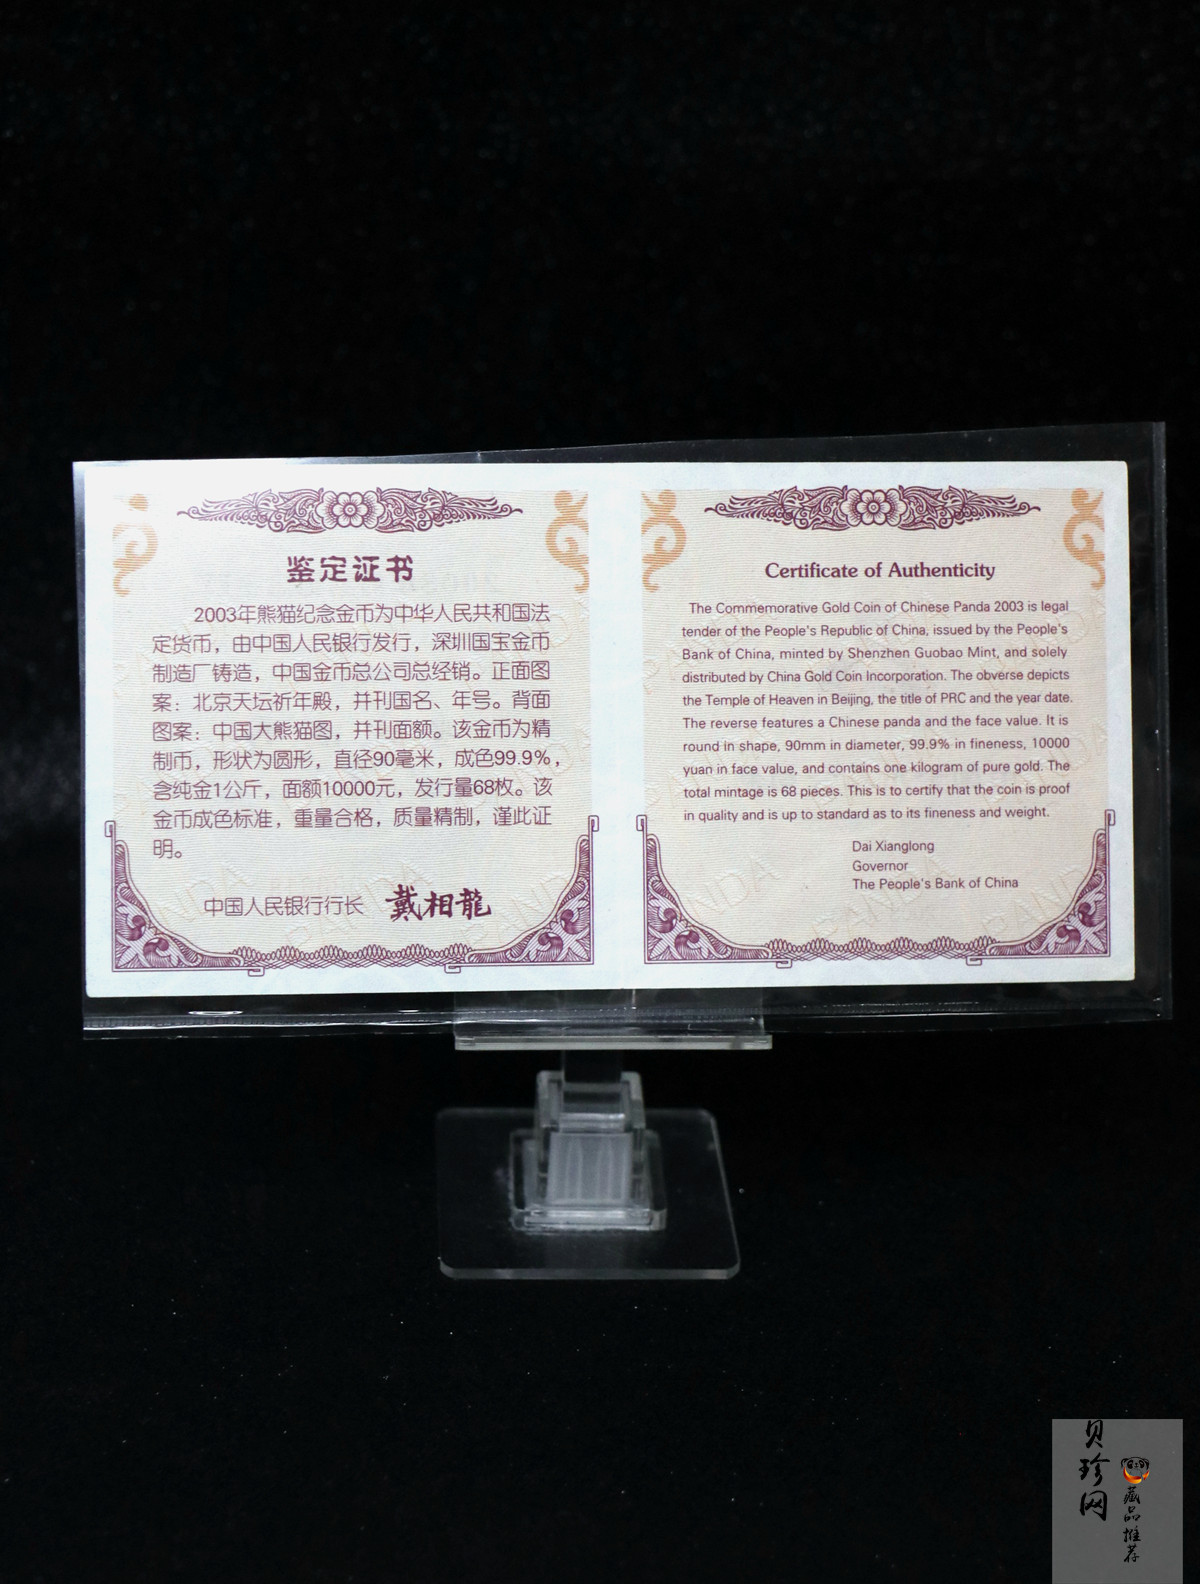 鉴定证书
2003年熊猫纪念金币为中华人民共和国法
定货币，由中国人民银行发行，深圳国宝金币
制造厂铸造，中国金币总公司总经销。正面图
案：北京天坛祈年殿，并刊国名、年号。背面
图案：中国大熊猫图，并刊面额。该金币为精
制币，形状为圆形，直径90毫米，成色99.9%，
含纯金1公斤，面额10000元，发行量68枚。该
金币成色标准，重量合格，质量精制，谨此证
明。
中国人民银行行长 戴相龍
Certificate of Authenticity
The Commemorative Gold Coin of Chinese Panda 2003 is legal
tender of the People's Republic of China, issued by the People's
Bank of China, minted by Shenzhen Guobao Mint, and solely
distributed by China Gold Coin Incorporation. The obverse depicts
the Temple of Heaven in Beijing, the title of PRC and the year date.
The reverse features a Chinese panda and the face value. It is
round in shape, 90mm in diameter, 99.9% in fineness, 10000
yuan in face value, and contains one kilogram of pure gold. The
total mintage is 68 pieces. This is to certify that the coin is proof
in quality and is up to standard as to its fineness and weight.
Dai Xianglong
Governor
The People's Bank of China
贝珍网
藏品推荐